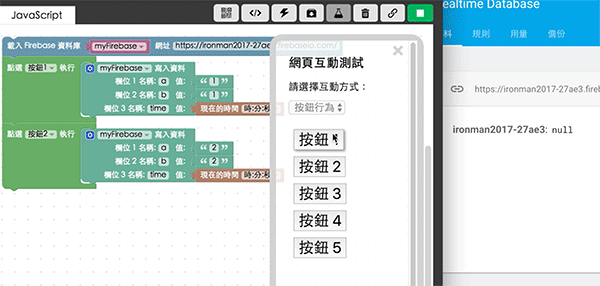 JavaScript
載入 Firebase 資料庫 myFirebase 網址 https://ironman2017-27ae3.firebaseio.com/
點選 按鈕1 執行 myFirebase 寫入資料
欄位 1 名稱: a 值: “ 1 ”
欄位 2 名稱: b 值: “ 1 ”
欄位 3 名稱: time 值: 現在的時間 時:分:秒
點選 按鈕2 執行 myFirebase 寫入資料
欄位 1 名稱: a 值: “ 2 ”
欄位 2 名稱: b 值: “ 2 ”
欄位 3 名稱: time 值: 現在的時間 時:分:秒
網頁互動測試
請選擇互動方式：
按鈕行為
按鈕
按鈕 2
按鈕 3
按鈕 4
按鈕 5
ealtime Database
料 規則 用量 備份
https://ironman2017-27ae3.fireb
ironman2017-27ae3: null